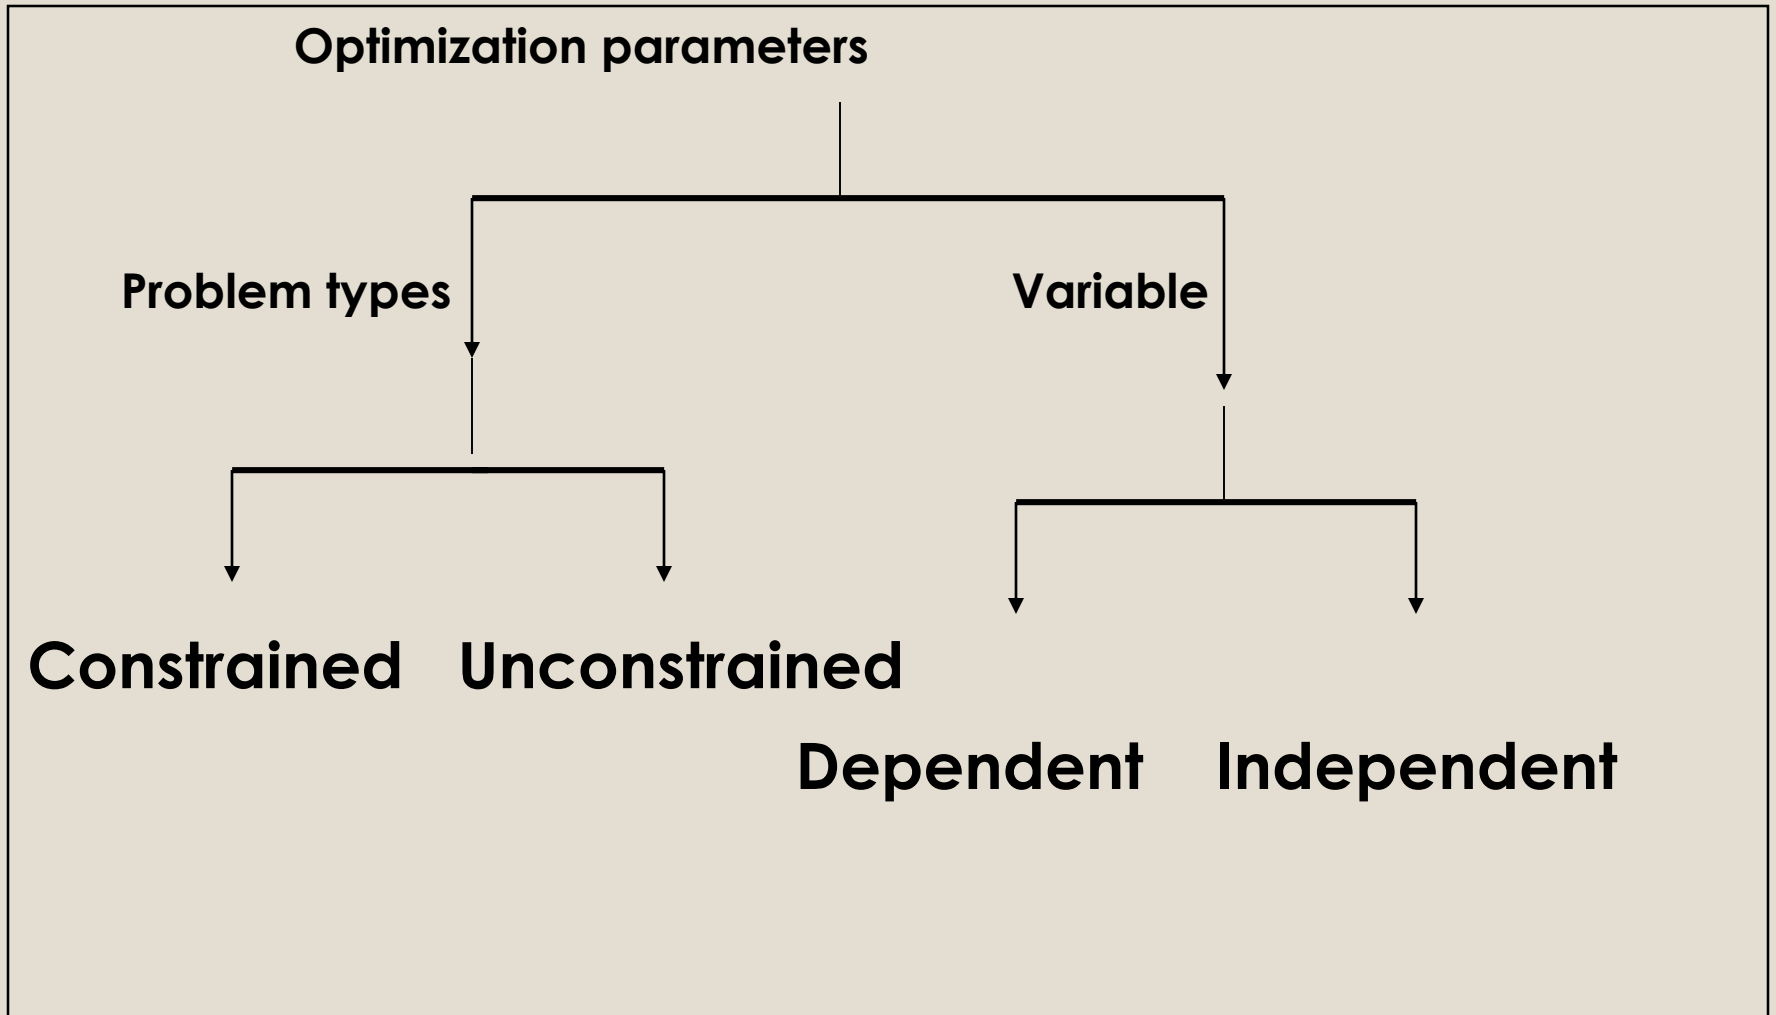 Optimization parameters
Problem types
Variable
Constrained
Unconstrained
Dependent
Independent